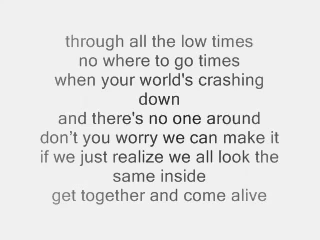 through all the low times
no where to go times
when your world's crashing
down
and there's no one around
don’t you worry we can make it
if we just realize we all look the
same inside
get together and come alive